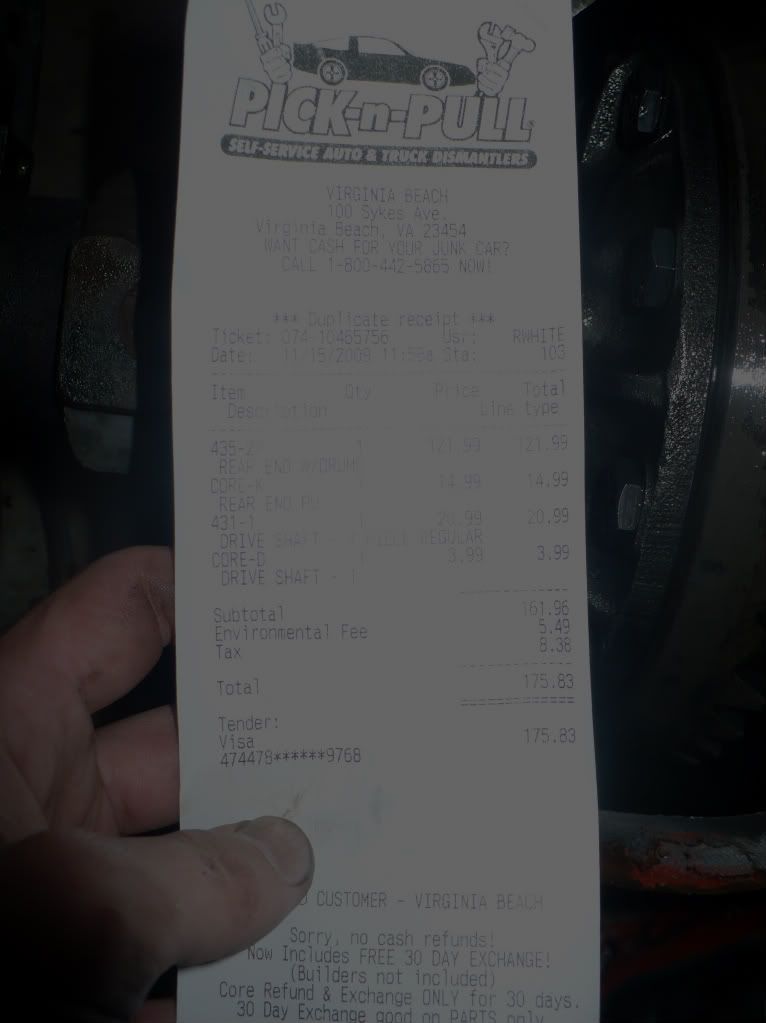 PICK-n-PULL
SELF-SERVICE AUTO & TRUCK DISMANTLERS
VIRGINIA BEACH
100 Sykes Ave.
Virginia Beach, VA 23454
WANT CASH FOR YOUR JUNK CAR?
CALL 1-800-442-5865 NOW!
*** Duplicate receipt ***
Ticket: 074-10465756 Usr: RWHITE
Date: 11/15/2009 Sta: 103
Item Qty Price Total
Description Line type
435-2 1 121.99 121.99
REAR END W/DRUM
CORE-K 14.99 14.99
REAR END
431-1 1 20.99 20.99
DRIVE SHAFT - REGULAR
CORE-D 1 3.99 3.99
DRIVE SHAFT - 1
Subtotal 161.96
Environmental Fee 5.49
Tax 8.38
Total 175.83
Tender:
Visa 175.83
474478******9768
CUSTOMER - VIRGINIA BEACH
Sorry, no cash refunds!
Now Includes FREE 30 DAY EXCHANGE!
(Builders not included)
Core Refund & Exchange ONLY for 30 days.
30 Day Exchange good on PARTS only